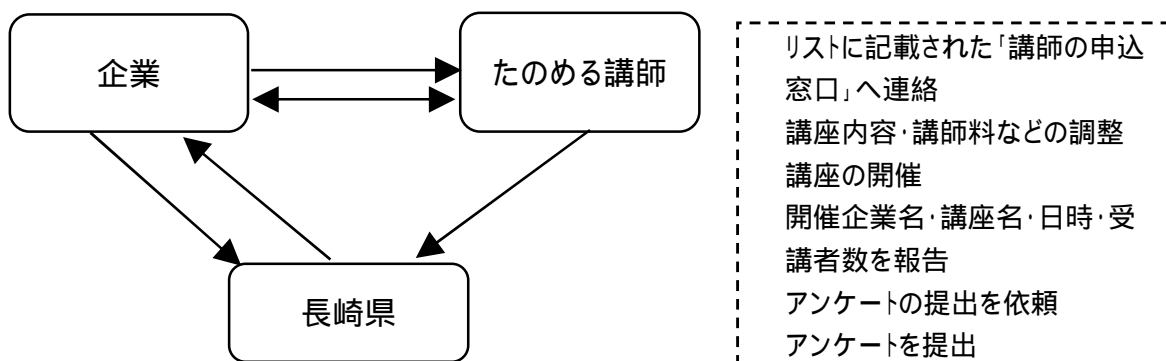 企業
たのめる講師
長崎県
リストに記載された「講師の申込
窓口」へ連絡
講座内容・講師料などの調整
講座の開催
開催企業名・講座名・日時・受
講者数を報告
アンケートの提出を依頼
アンケートを提出